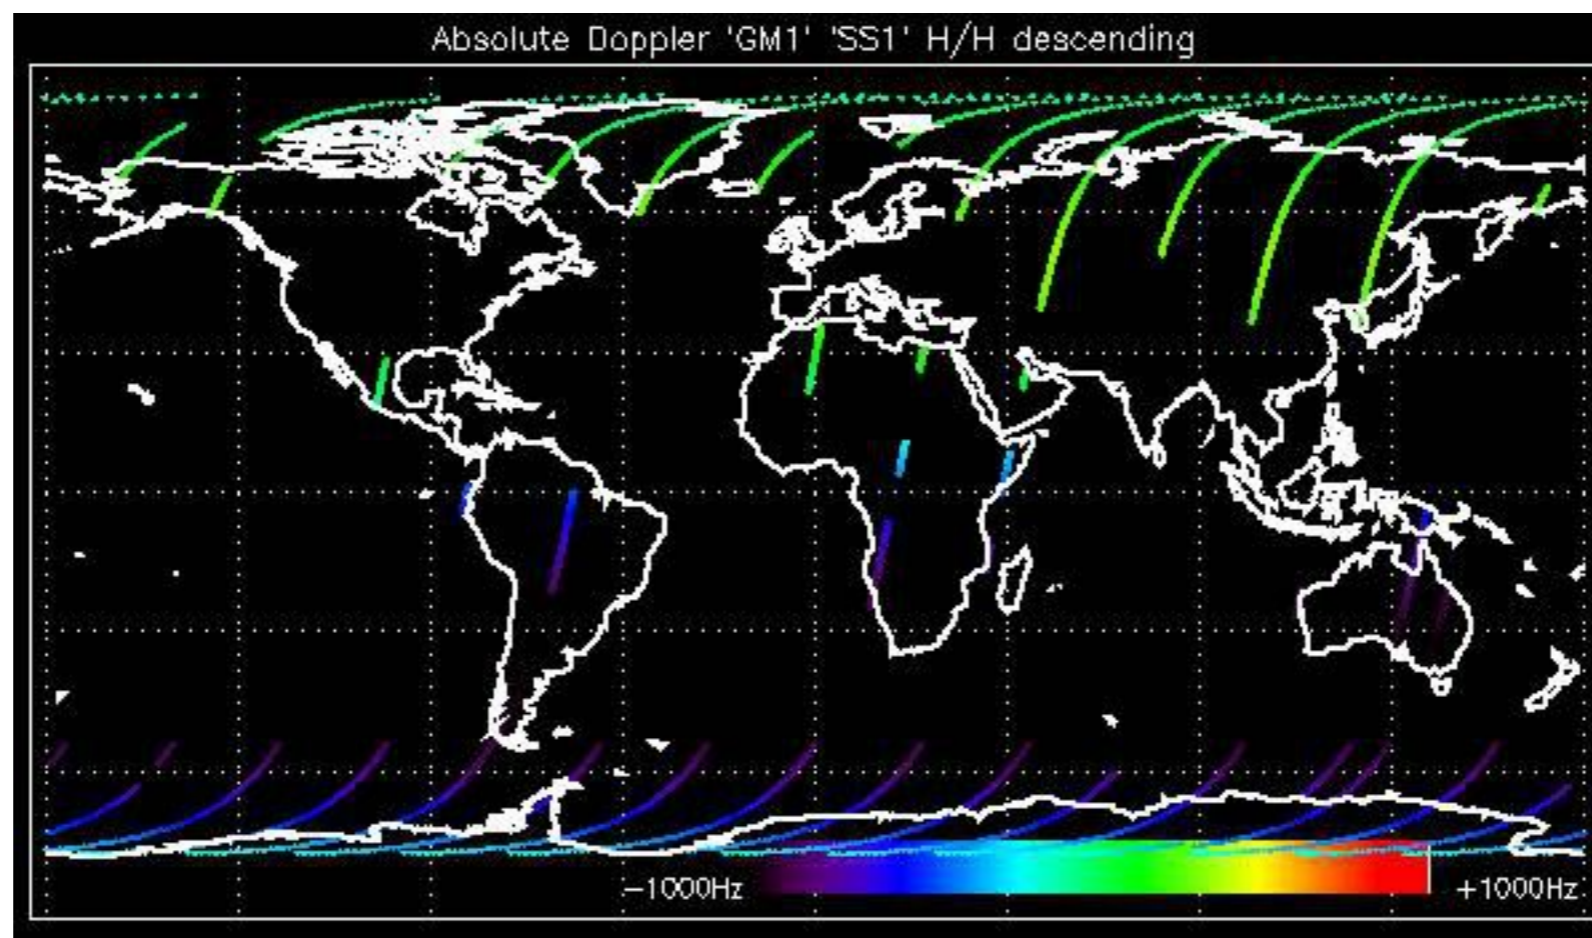 Absolute Doppler 'GM1' 'SS1' H/H descending
-1000Hz +1000Hz